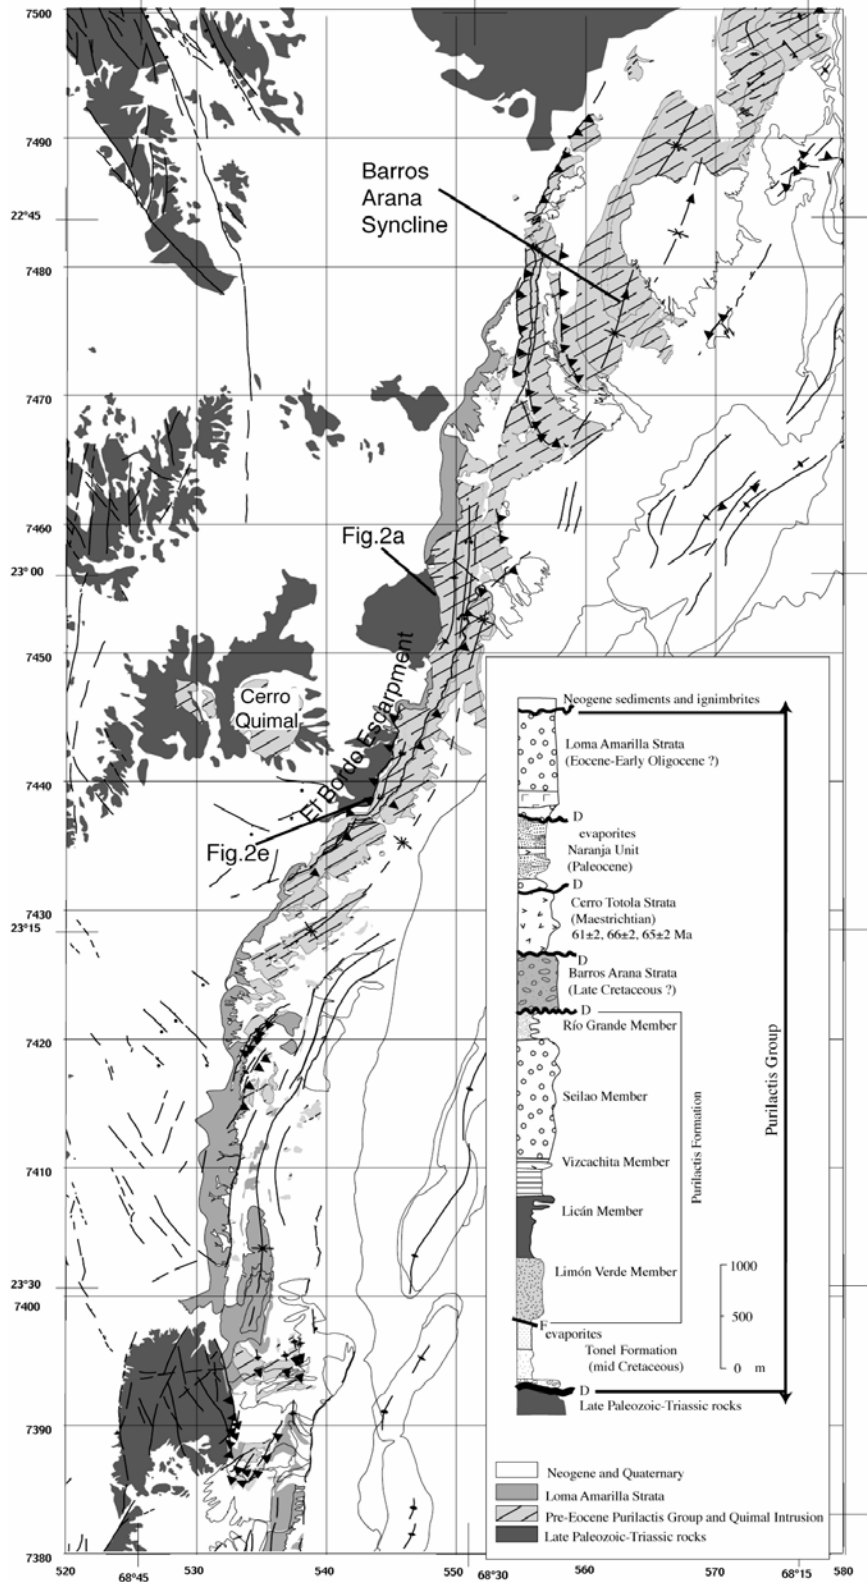 7500
7490
22°45
7480
7470
7460
23°00
7450
7440
7430
23°15
7420
7410
23°30
7400
7390
7380
520
68°45
530
540
550
68°30
560
570
68°15
580
Barros
Arana
Syncline
Fig.2a
Cerro
Quimal
El Bordo Escarpment
Fig.2e
Neogene sediments and ignimbrites
Loma Amarilla Strata
(Eocene-Early Oligocene ?)
D
evaporites
Naranja Unit
(Paleocene)
D
Cerro Totola Strata
(Maestrichtian)
61±2, 66±2, 65±2 Ma
D
Barros Arana Strata
(Late Cretaceous ?)
D
Río Grande Member
Seilao Member
Vizcachita Member
Licán Member
Limón Verde Member
F
evaporites
Tonel Formation
(mid Cretaceous)
D
Late Paleozoic-Triassic rocks
Purilactis Formation
Purilactis Group
1000
500
0 m
Neogene and Quaternary
Loma Amarilla Strata
Pre-Eocene Purilactis Group and Quimal Intrusion
Late Paleozoic-Triassic rocks